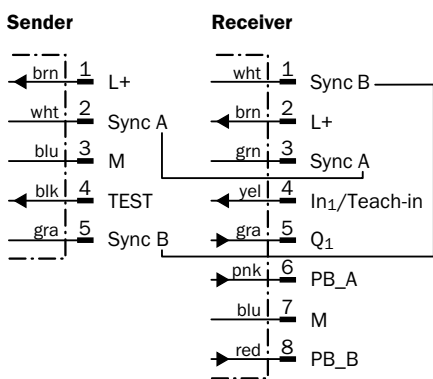 Sender
brn 1 L+
wht 2 Sync A
blu 3 M
blk 4 TEST
gra 5 Sync B
Receiver
wht 1 Sync B
brn 2 L+
grn 3 Sync A
yel 4 In1/Teach-in
gra 5 Q1
pnk 6 PB_A
blu 7 M
red 8 PB_B